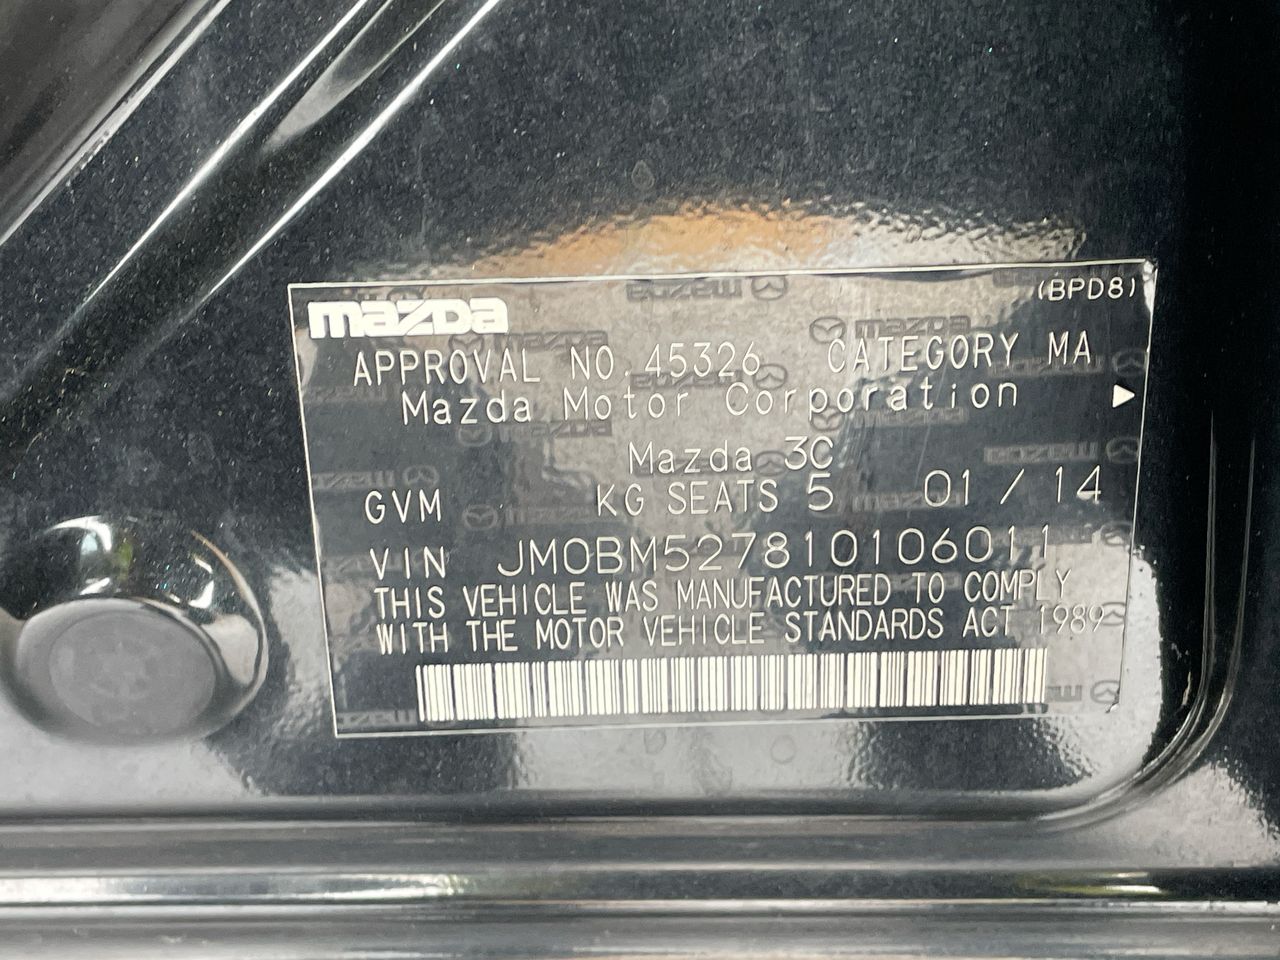 mazda (BPD8)
APPROVAL NO. 45326 CATEGORY MA
Mazda Motor Corporation
Mazda 3C
GVM KG SEATS 5 01 / 14
VIN JM0BM527810106011
THIS VEHICLE WAS MANUFACTURED TO COMPLY
WITH THE MOTOR VEHICLE STANDARDS ACT 1989